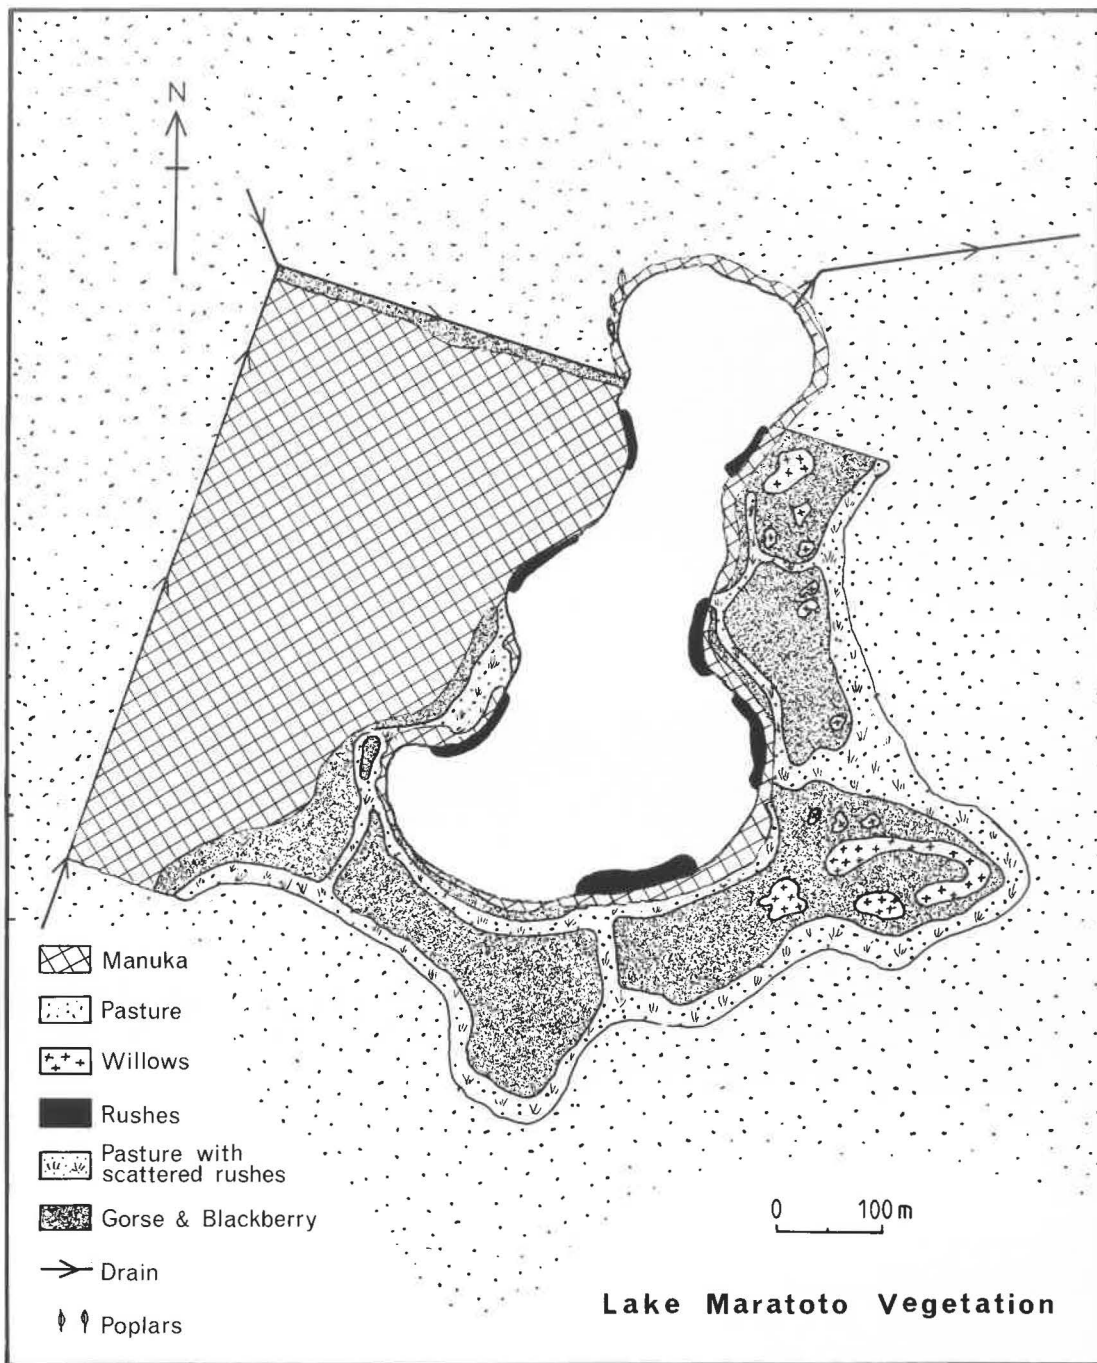 N
Manuka
Pasture
Willows
Rushes
Pasture with
scattered rushes
Gorse & Blackberry
Drain
Poplars
0 100 m
Lake Maratoto Vegetation